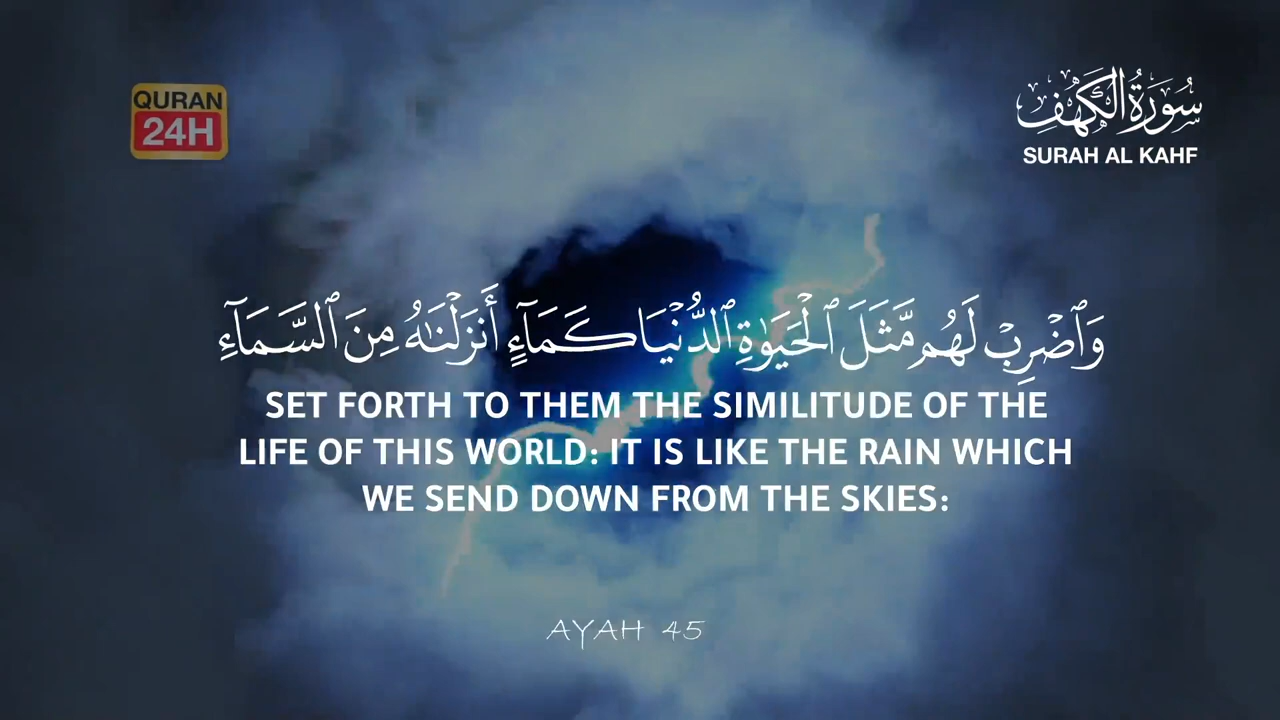 QURAN
24H
سُورَةُ الكَهْفِ
SURAH AL KAHF
وَٱضْرِبْ لَهُم مَّثَلَ ٱلْحَيَوٰةِ ٱلدُّنْيَا كَمَآءٍ أَنزَلْنَـٰهُ مِنَ ٱلسَّمَآءِ
SET FORTH TO THEM THE SIMILITUDE OF THE
LIFE OF THIS WORLD: IT IS LIKE THE RAIN WHICH
WE SEND DOWN FROM THE SKIES:
AYAH 45